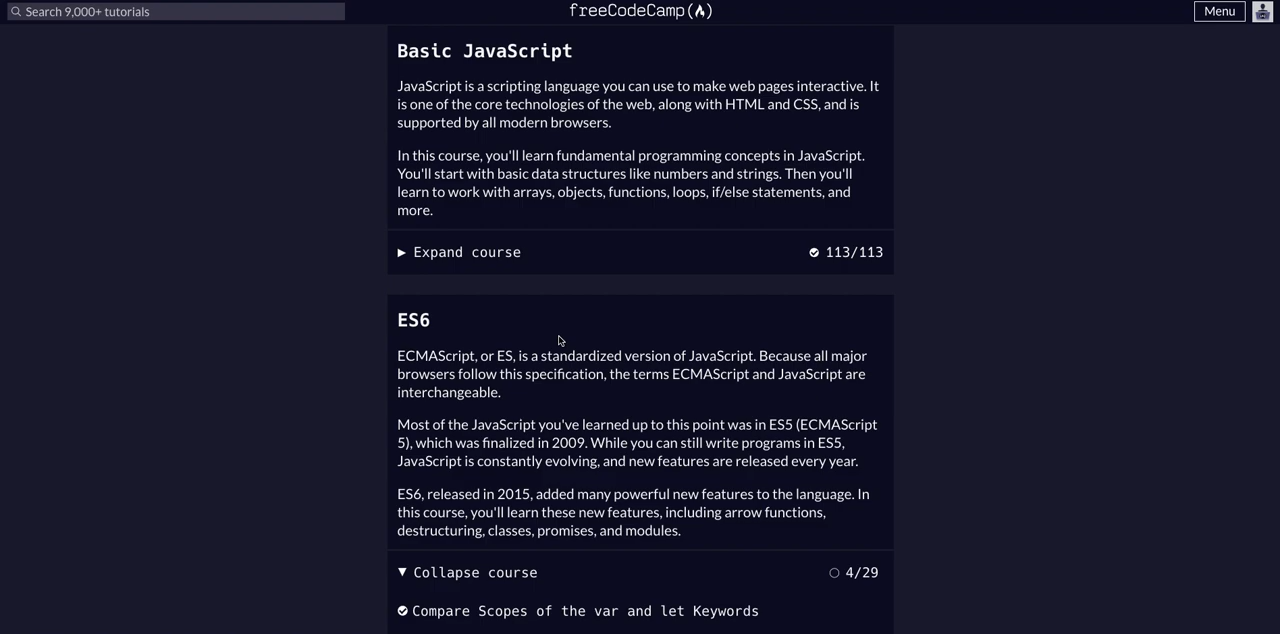 Search 9,000+ tutorials
freeCodeCamp
Menu
Basic JavaScript
JavaScript is a scripting language you can use to make web pages interactive. It
is one of the core technologies of the web, along with HTML and CSS, and is
supported by all modern browsers.
In this course, you'll learn fundamental programming concepts in JavaScript.
You'll start with basic data structures like numbers and strings. Then you'll
learn to work with arrays, objects, functions, loops, if/else statements, and
more.
Expand course 113/113
ES6
ECMAScript, or ES, is a standardized version of JavaScript. Because all major
browsers follow this specification, the terms ECMAScript and JavaScript are
interchangeable.
Most of the JavaScript you've learned up to this point was in ES5 (ECMAScript
5), which was finalized in 2009. While you can still write programs in ES5,
JavaScript is constantly evolving, and new features are released every year.
ES6, released in 2015, added many powerful new features to the language. In
this course, you'll learn these new features, including arrow functions,
destructuring, classes, promises, and modules.
Collapse course 4/29
Compare Scopes of the var and let Keywords